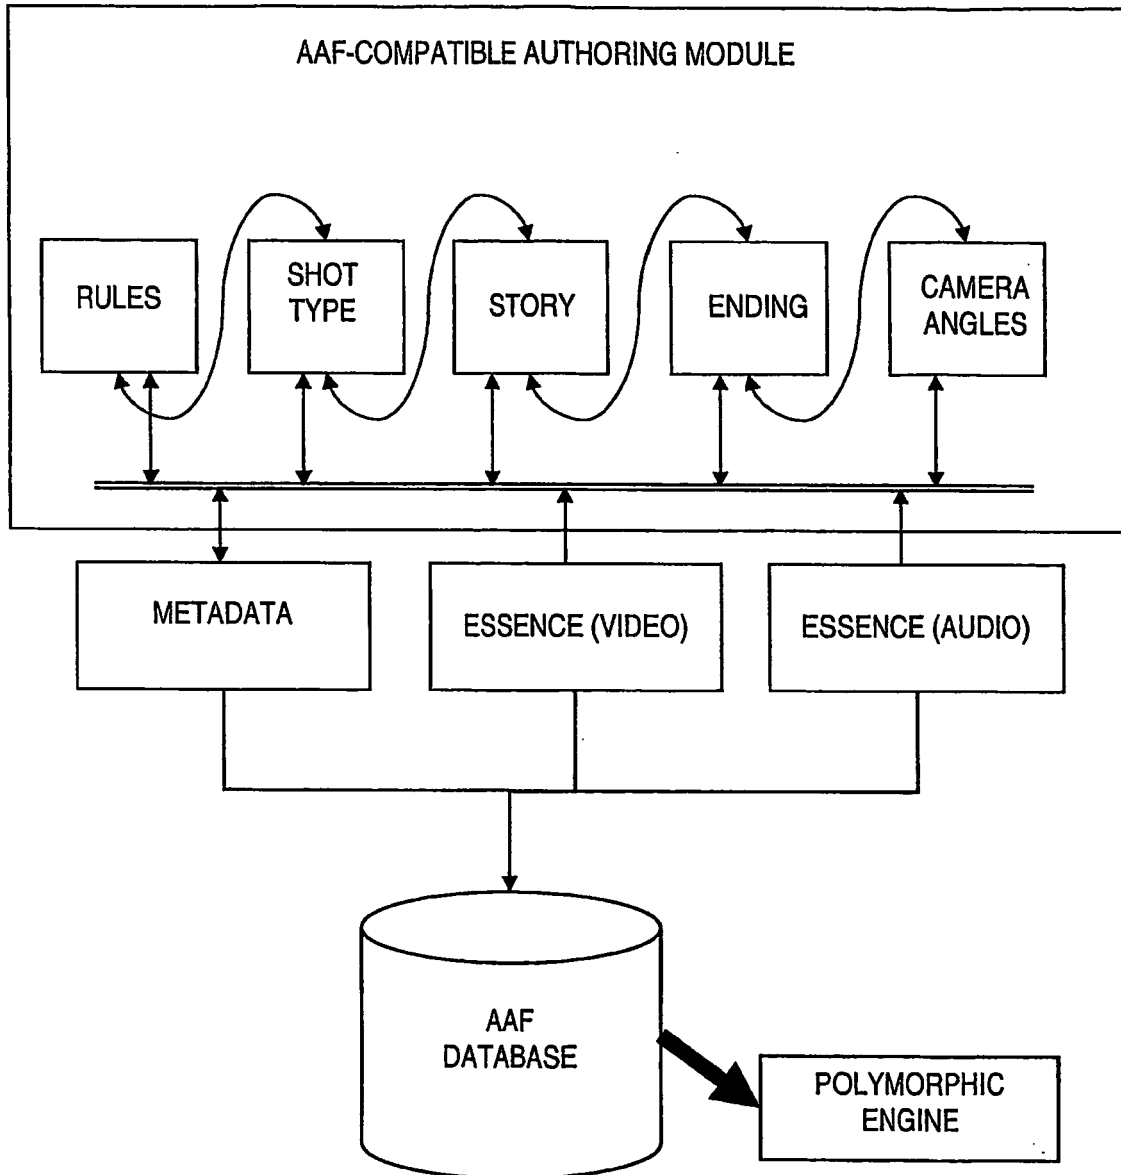 AAF-COMPATIBLE AUTHORING MODULE
RULES
SHOT
TYPE
STORY
ENDING
CAMERA
ANGLES
METADATA
ESSENCE (VIDEO)
ESSENCE (AUDIO)
AAF
DATABASE
POLYMORPHIC
ENGINE